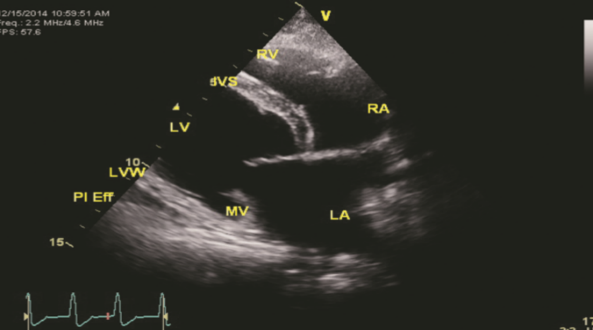 2/15/2014 10:59:51 AM
Freq.: 2.2 MHz/4.6 MHz
FPS: 57.6
V
RV
IVS
RA
LV
10
LVW
PI Eff
MV
LA
15